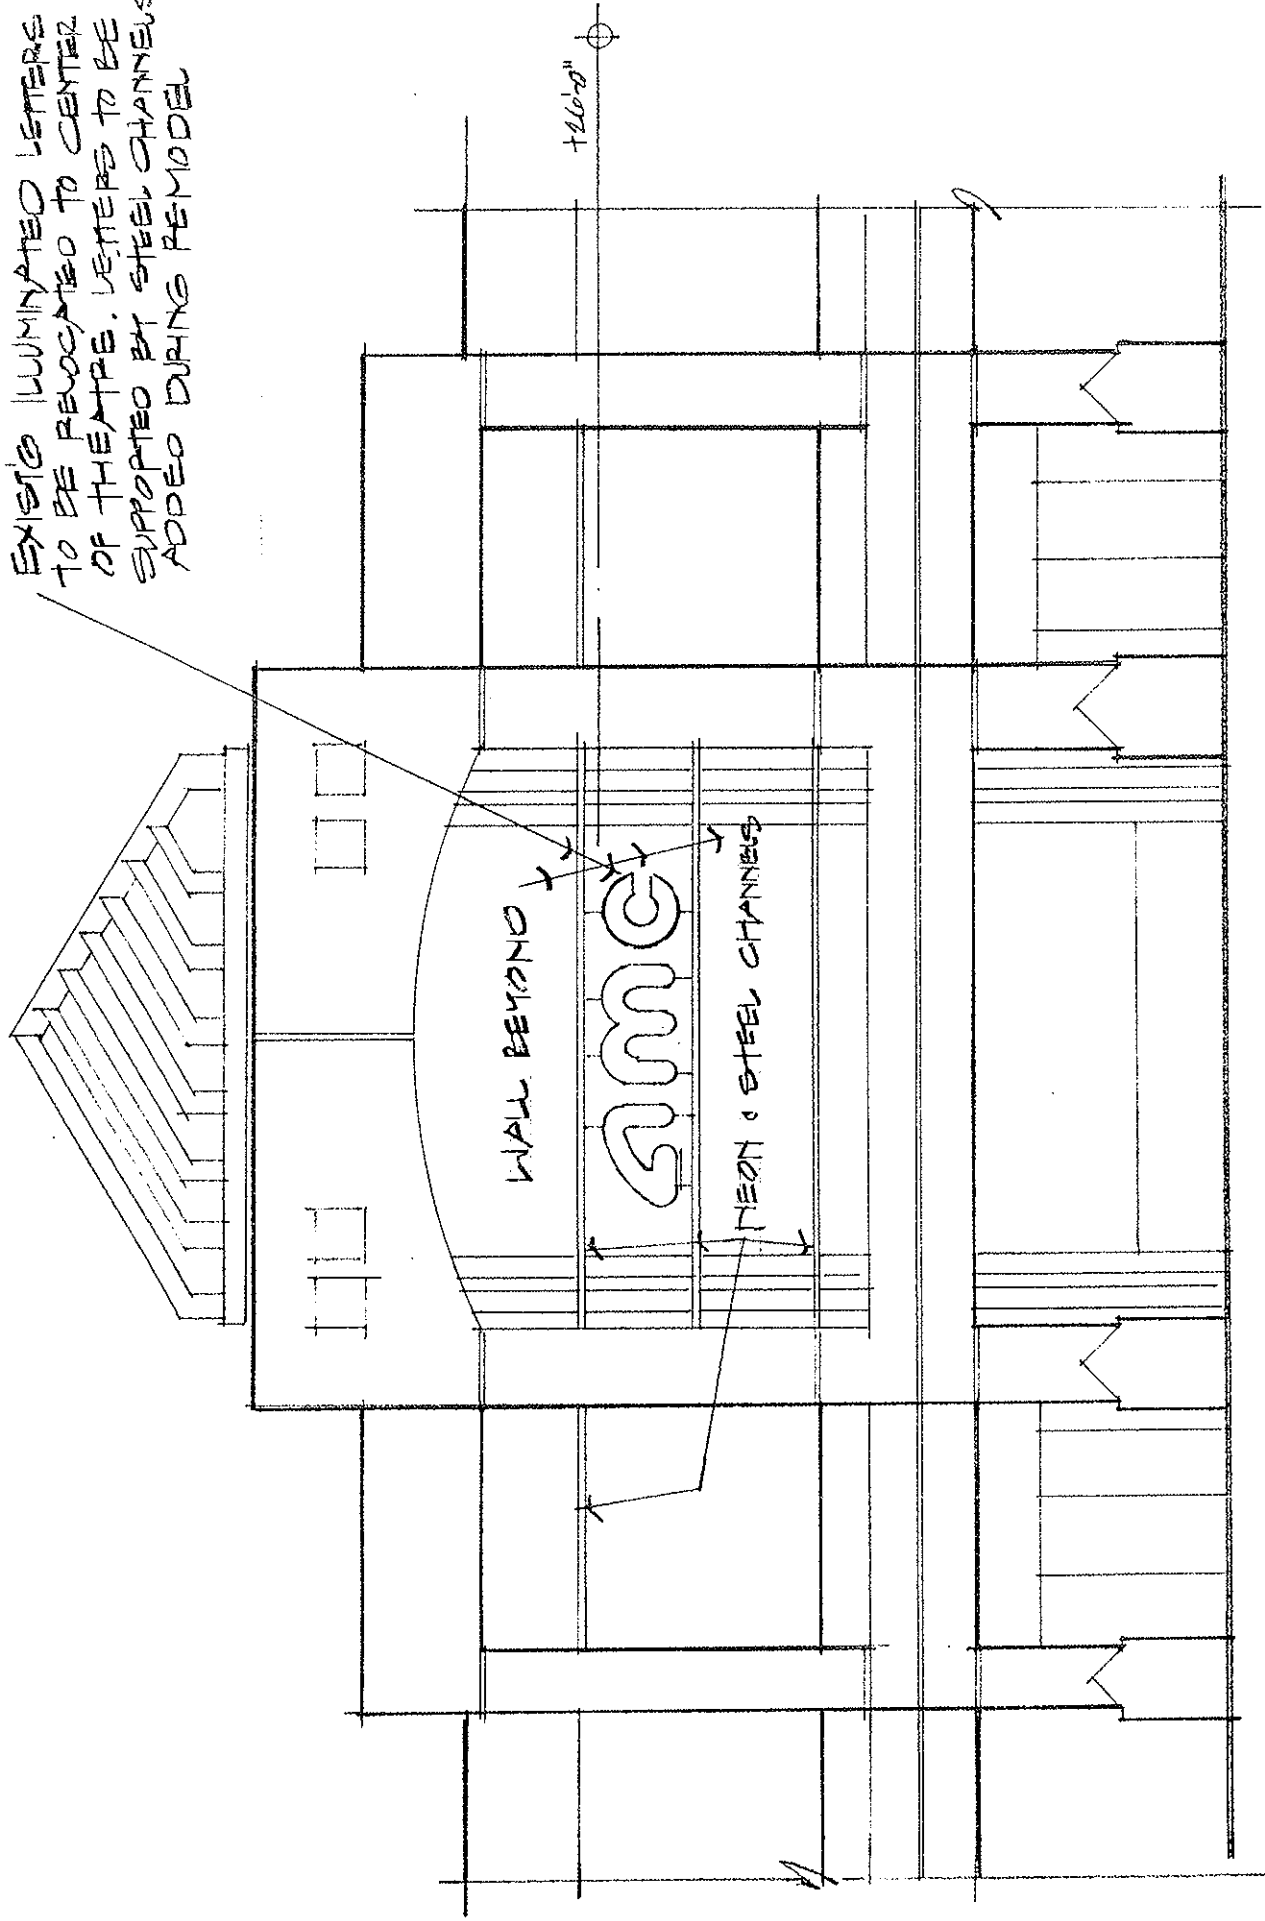 EXIST'G ILLUMINATED LETTERS
TO BE RELOCATED TO CENTER
OF THEATRE. LETTERS TO BE
SUPPORTED BY STEEL CHANNELS
ADDED DURING REMODEL
+26'-0"
WALL BEYOND
amc
NEON & STEEL CHANNELS